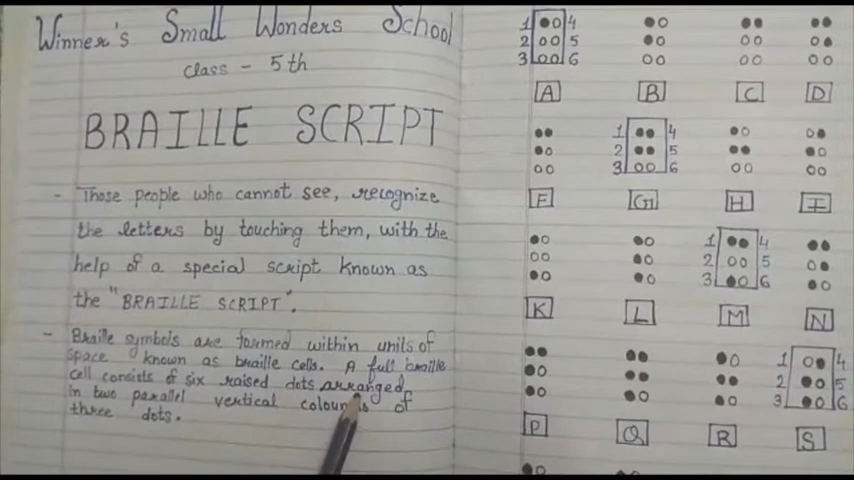 Winner's Small Wonders School
class - 5th
BRAILLE SCRIPT
- Those people who cannot see, recognize
the letters by touching them, with the
help of a special script known as
the "BRAILLE SCRIPT".
- Braille symbols are formed within units of
space known as braille cells. A full braille
cell consists of six raised dots arranged
in two parallel vertical of
three dots.
1 4
2 5
3 6
A B C D
1 4
2 5
3 6
F G H I
1 4
2 5
3 6
K L M N
1 4
2 5
3 6
P Q R S